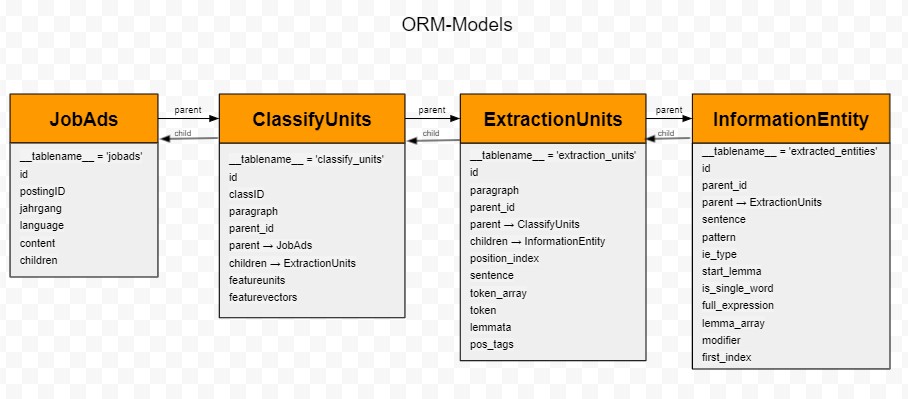 ORM-Models
JobAds
__tablename__ = 'jobads'
id
postingID
jahrgang
language
content
children
parent
child
ClassifyUnits
__tablename__ = 'classify_units'
id
classID
paragraph
parent_id
parent → JobAds
children → ExtractionUnits
featureunits
featurevectors
parent
child
ExtractionUnits
__tablename__ = 'extraction_units'
id
paragraph
parent_id
parent → ClassifyUnits
children → InformationEntity
position_index
sentence
token_array
token
lemmata
pos_tags
parent
child
InformationEntity
__tablename__ = 'extracted_entities'
id
parent_id
parent → ExtractionUnits
sentence
pattern
ie_type
start_lemma
is_single_word
full_expression
lemma_array
modifier
first_index